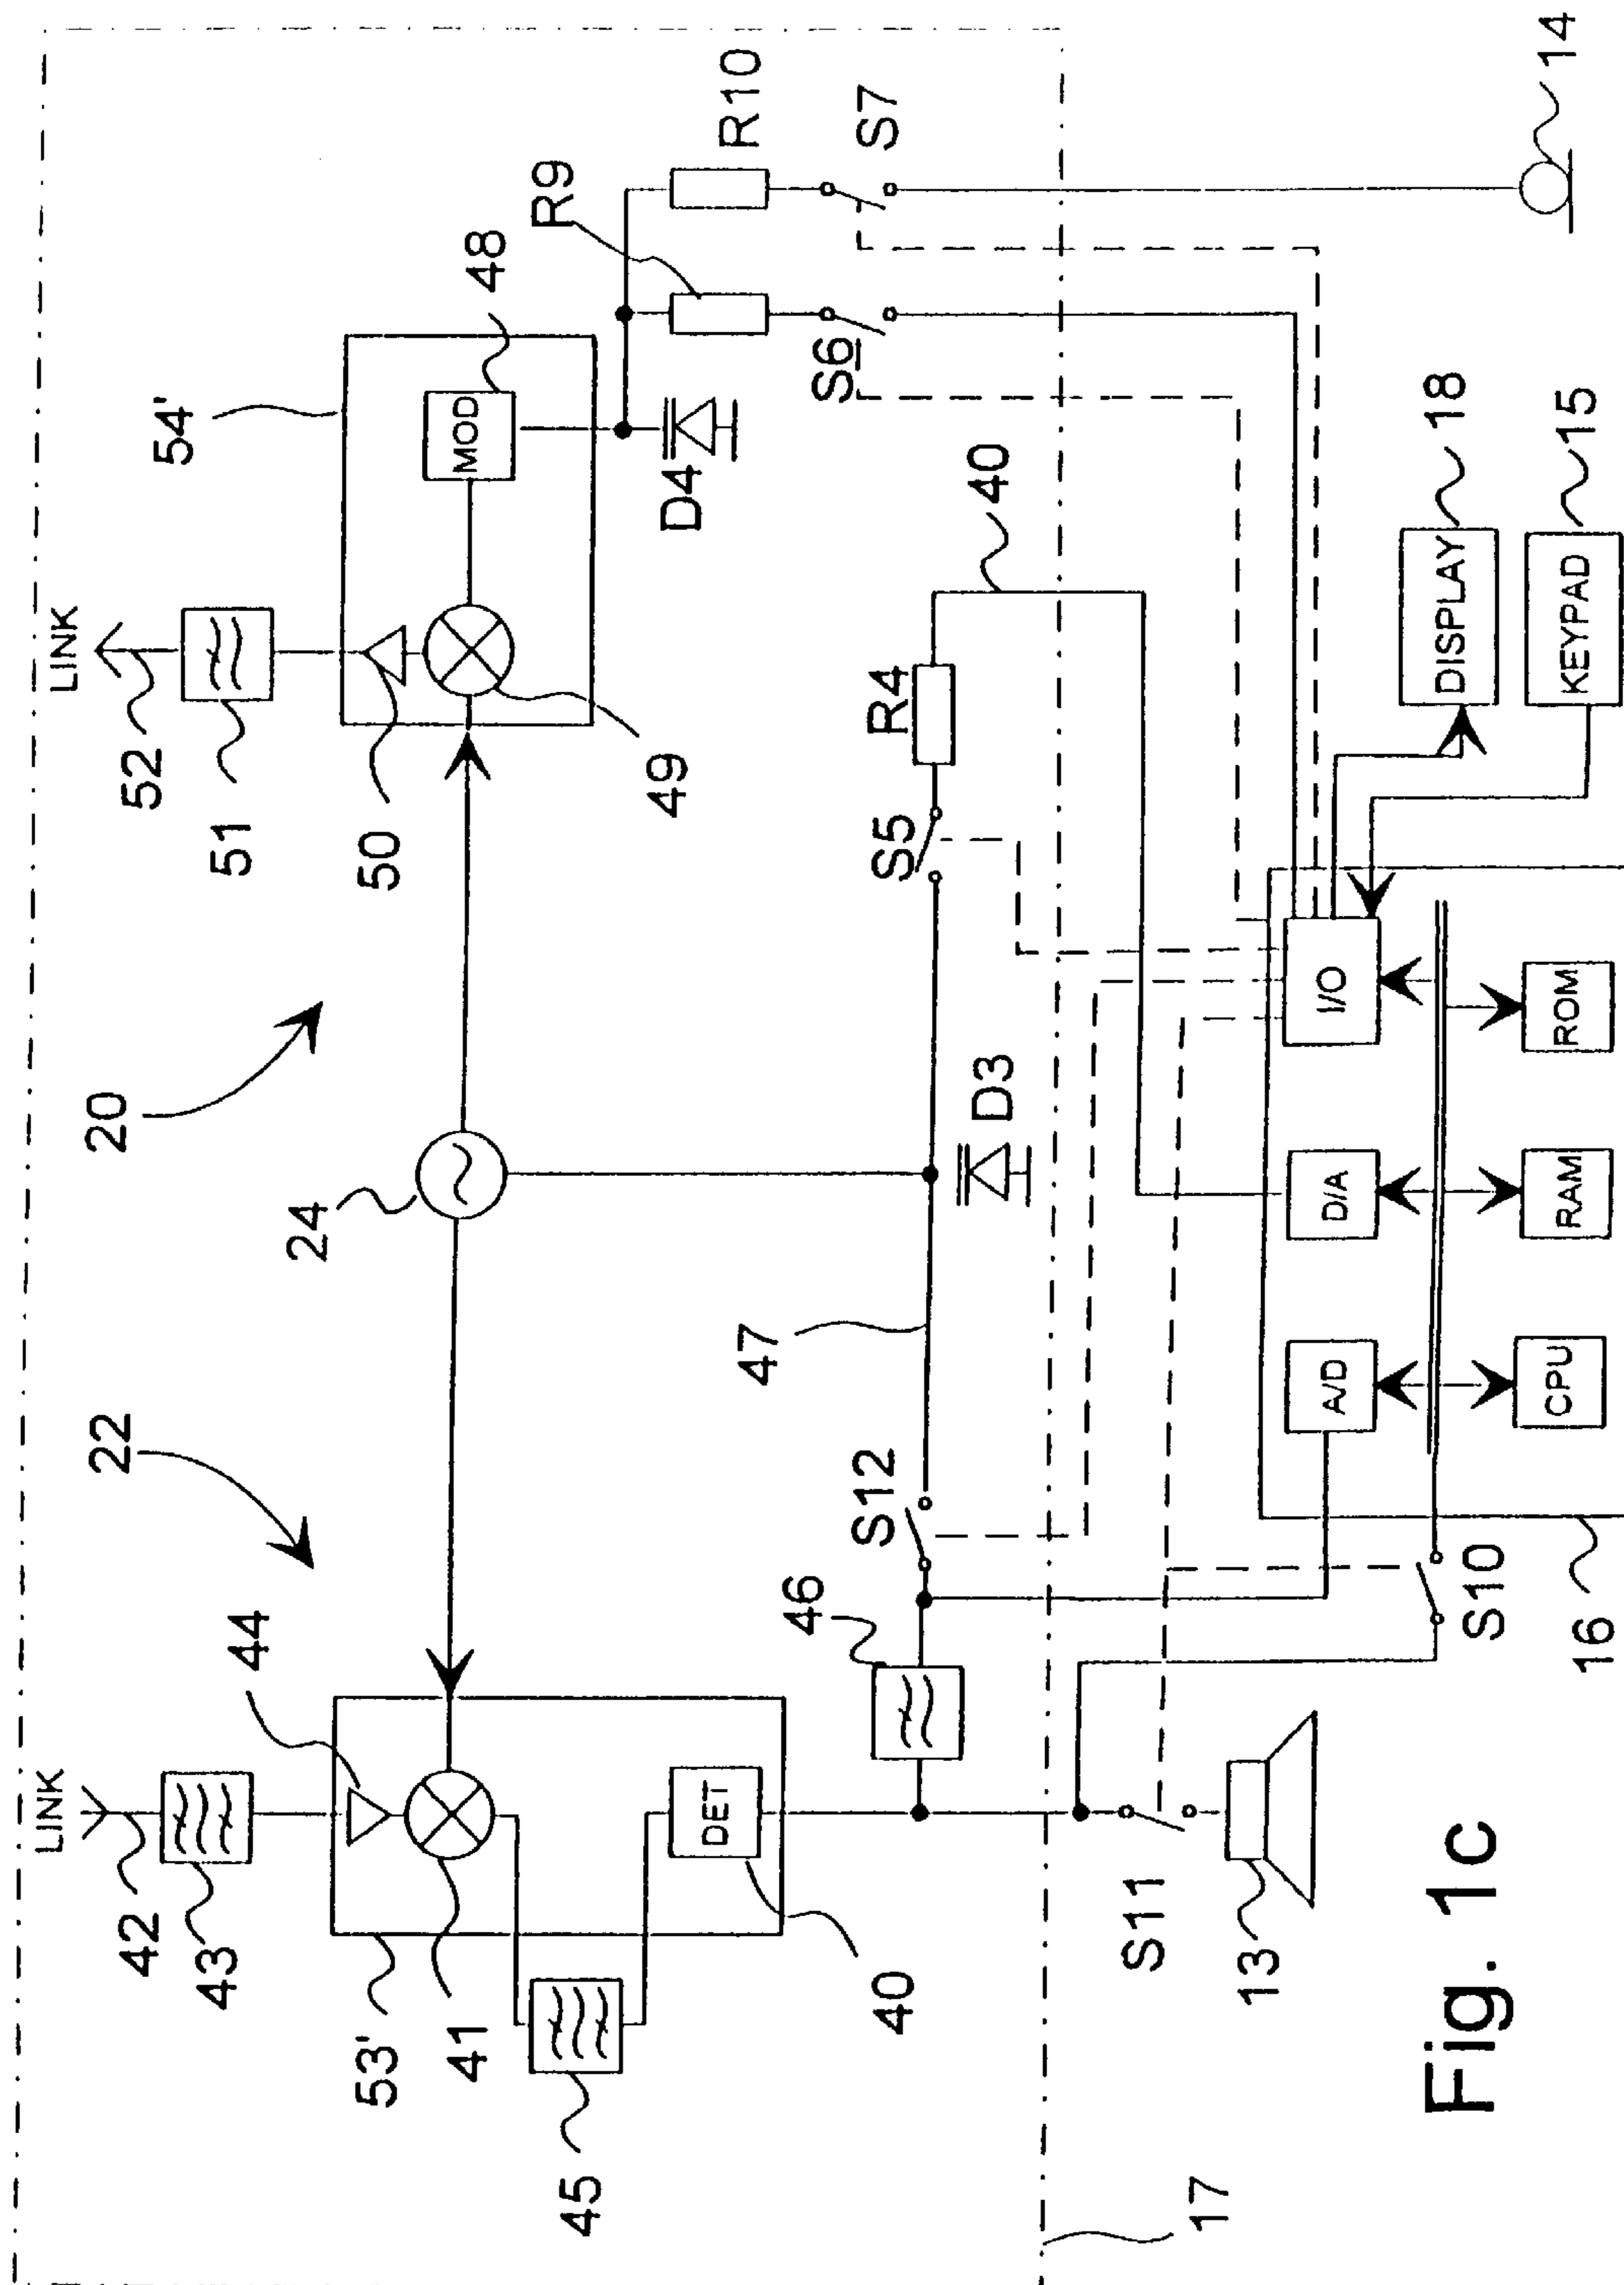 LINK
42
43
44
53'
41
45
40
DET
22
24
20
LINK
52
51
50
49
54'
48
MOD
D4
R9
R10
S6
S7
14
46
S12
47
D3
S5
R4
40
17
S11
13
S10
16
A/D
D/A
I/O
CPU
RAM
ROM
DISPLAY
18
KEYPAD
15
Fig. 1c